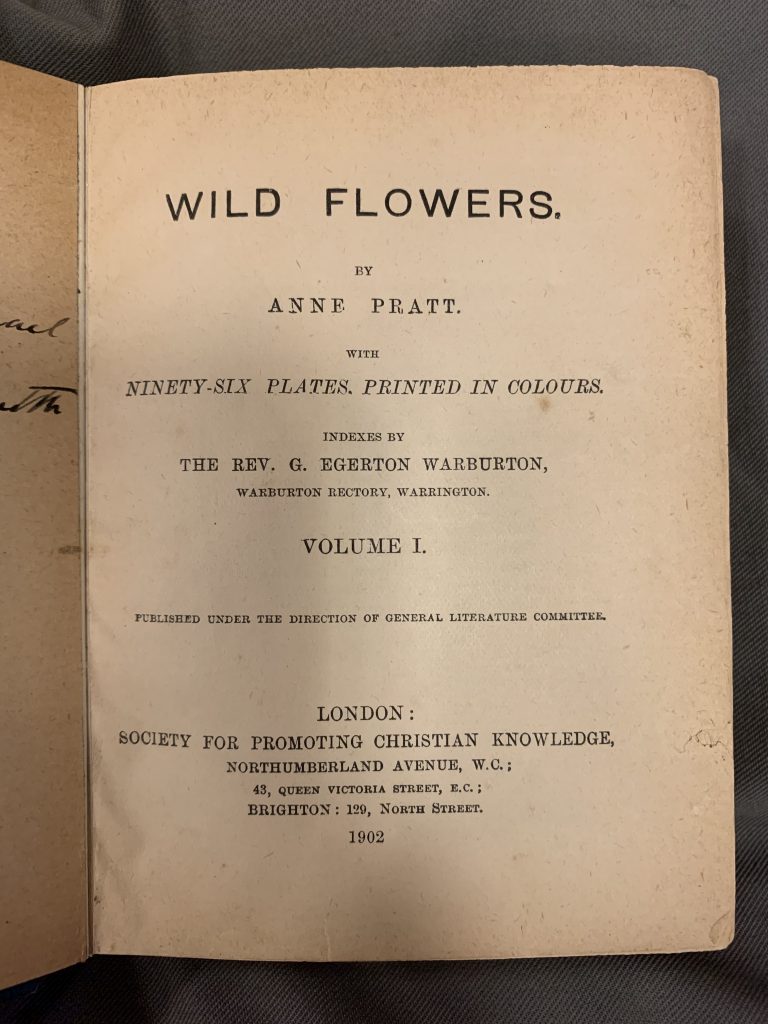 WILD FLOWERS.
BY
ANNE PRATT.
WITH
NINETY-SIX PLATES, PRINTED IN COLOURS.
INDEXES BY
THE REV. G. EGERTON WARBURTON,
WARBURTON RECTORY, WARRINGTON.
VOLUME I.
PUBLISHED UNDER THE DIRECTION OF GENERAL LITERATURE COMMITTEE.
LONDON:
SOCIETY FOR PROMOTING CHRISTIAN KNOWLEDGE,
NORTHUMBERLAND AVENUE, W.C.;
43, QUEEN VICTORIA STREET, E.C.;
BRIGHTON: 129, NORTH STREET.
1902